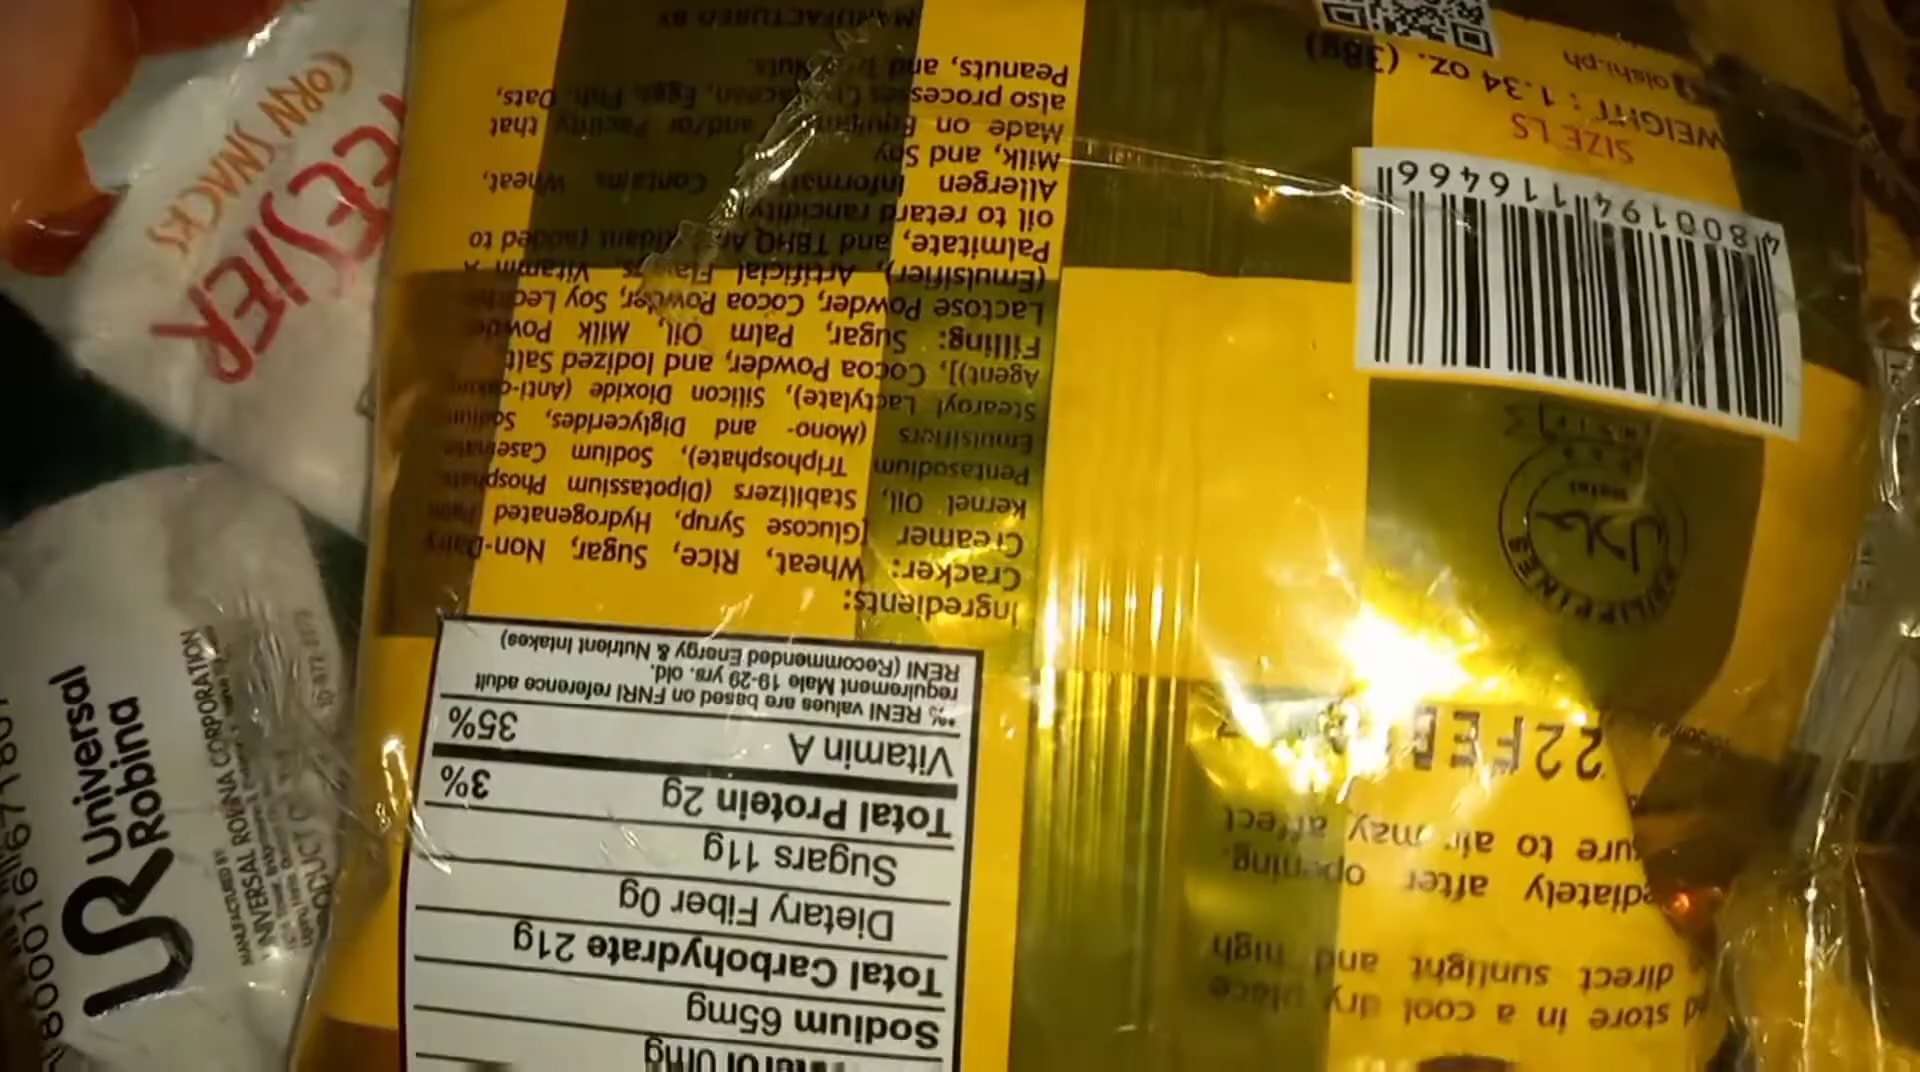 CORN SNACKS
Universal
Robina
MANUFACTURED BY
UNIVERSAL ROBINA CORPORATION
holesterol 0mg
Sodium 65mg
Total Carbohydrate 21g
Dietary Fiber 0g
Sugars 11g
Total Protein 2g 3%
Vitamin A 35%
*% RENI values are based on FNRI reference adult
requirement Male 19-29 yrs. old.
RENI (Recommended Energy & Nutrient Intakes)
Ingredients:
Cracker: Wheat, Rice, Sugar, Non-Dairy
Creamer [Glucose Syrup, Hydrogenated Palm
Kernel Oil, Stabilizers (Dipotassium Phosphate
Pentasodium Triphosphate), Sodium Caseinate
Emulsifiers (Mono- and Diglycerides, Sodium
Stearoyl Lactylate), Silicon Dioxide (Anti-caking
Agent)], Cocoa Powder, and Iodized Salt
Filling: Sugar, Palm Oil, Milk Powder
Lactose Powder, Cocoa Powder, Soy Lecithin
(Emulsifier), Artificial Flavors, Vitamin A
Palmitate, and TBHQ Antioxidant (added to
oil to retard rancidity)
Allergen Information: Contains Wheat,
Milk, and Soy
Made on Equipment and/or Facility that
also processes Crustacean, Eggs, Fish, Oats,
Peanuts, and Tree Nuts.
MANUFACTURED BY
store in a cool dry place
direct sunlight and high
ediately after opening.
sure to air may affect
22FEB
PHILIPPINES
4800194116466
SIZE LS
WEIGHT : 1.34 oz. (38g)
oishi.ph